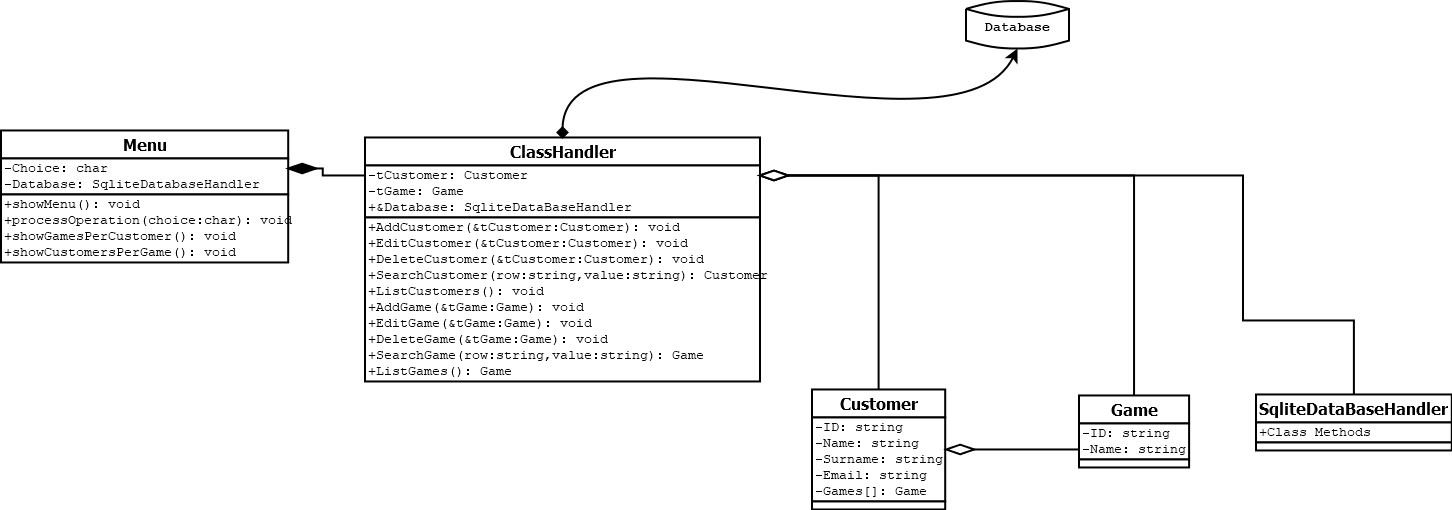 Database
Menu
-Choice: char
-Database: SqliteDatabaseHandler
+showMenu(): void
+processOperation(choice:char): void
+showGamesPerCustomer(): void
+showCustomersPerGame(): void
ClassHandler
-tCustomer: Customer
-tGame: Game
+&Database: SqliteDataBaseHandler
+AddCustomer(&tCustomer:Customer): void
+EditCustomer(&tCustomer:Customer): void
+DeleteCustomer(&tCustomer:Customer): void
+SearchCustomer(row:string,value:string): Customer
+ListCustomers(): void
+AddGame(&tGame:Game): void
+EditGame(&tGame:Game): void
+DeleteGame(&tGame:Game): void
+SearchGame(row:string,value:string): Game
+ListGames(): Game
Customer
-ID: string
-Name: string
-Surname: string
-Email: string
-Games[]: Game
Game
-ID: string
-Name: string
SqliteDataBaseHandler
+Class Methods